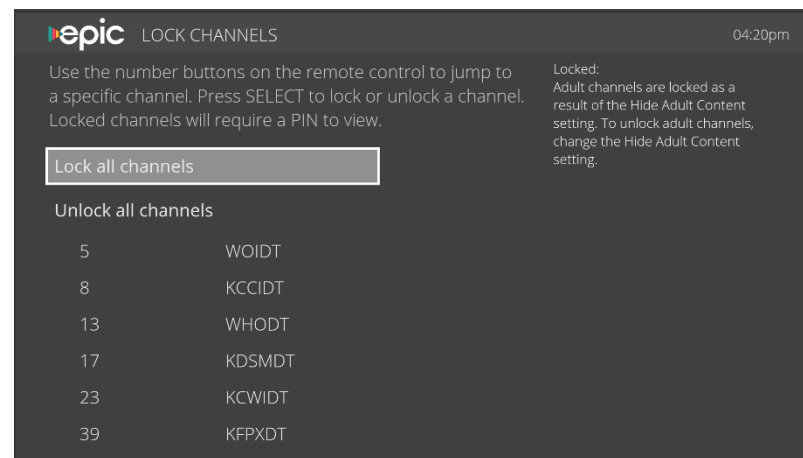 epic LOCK CHANNELS 04:20pm
Use the number buttons on the remote control to jump to
a specific channel. Press SELECT to lock or unlock a channel.
Locked channels will require a PIN to view.
Locked:
Adult channels are locked as a
result of the Hide Adult Content
setting. To unlock adult channels,
change the Hide Adult Content
setting.
Lock all channels
Unlock all channels
5 WOIDT
8 KCCIDT
13 WHODT
17 KDSMDT
23 KCWIDT
39 KFPXDT